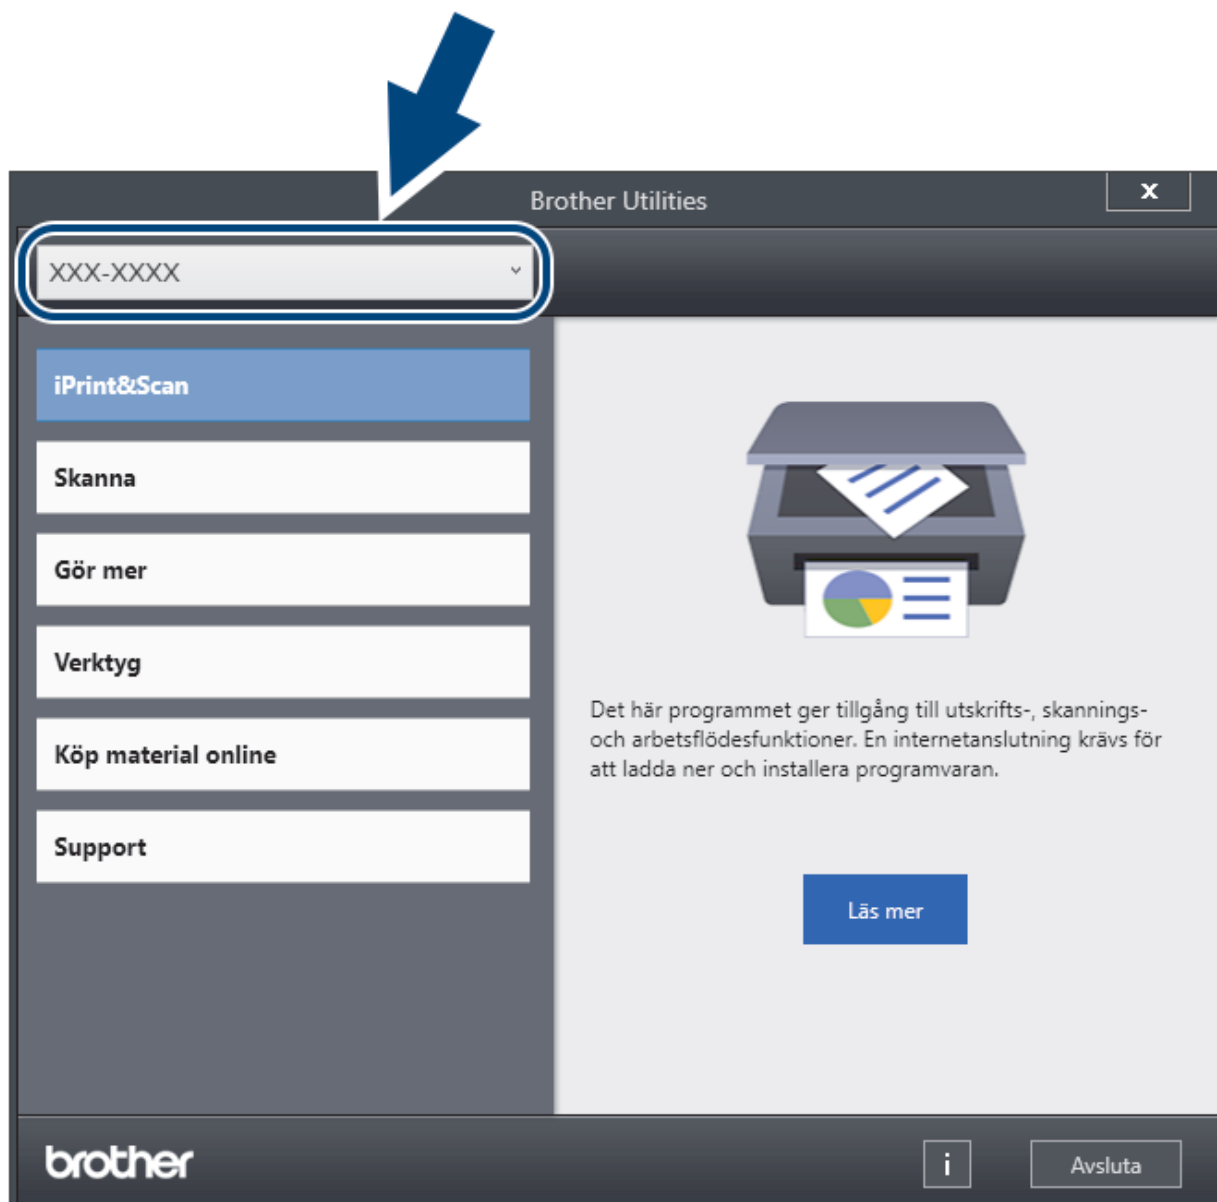 Brother Utilities
X
XXX-XXXX
iPrint&Scan
Skanna
Gör mer
Verktyg
Köp material online
Support
Det här programmet ger tillgång till utskrifts-, skannings-
och arbetsflödesfunktioner. En internetanslutning krävs för
att ladda ner och installera programvaran.
Läs mer
brother
i
Avsluta